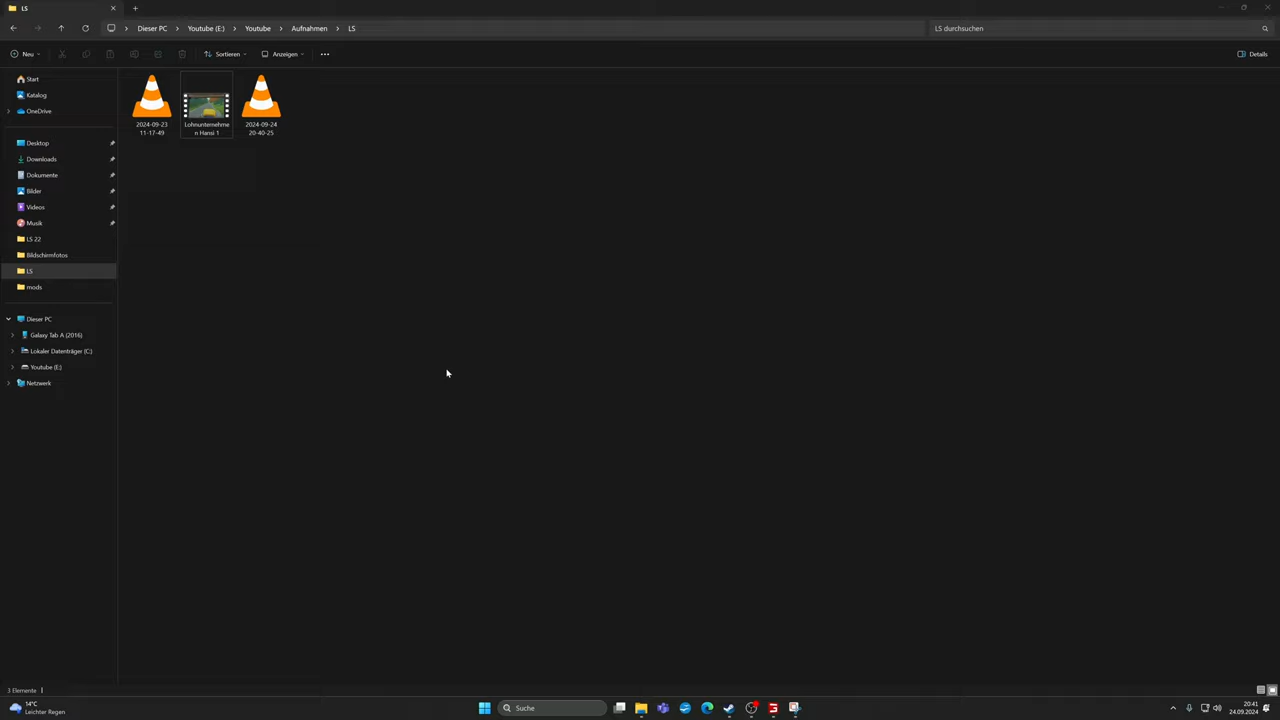 LS
Dieser PC
Youtube (E:)
Youtube
Aufnahmen
LS
LS durchsuchen
Neu
Sortieren
Anzeigen
Details
Start
Katalog
OneDrive
Desktop
Downloads
Dokumente
Bilder
Videos
Musik
LS 22
Bildschirmfotos
LS
mods
Dieser PC
Galaxy Tab A (2016)
Lokaler Datenträger (C:)
Youtube (E:)
Netzwerk
2024-09-23
11-17-49
Lohnunternehme
n Hansi 1
2024-09-24
20-40-25
3 Elemente
14°C
Leichter Regen
Suche
20:41
24.09.2024